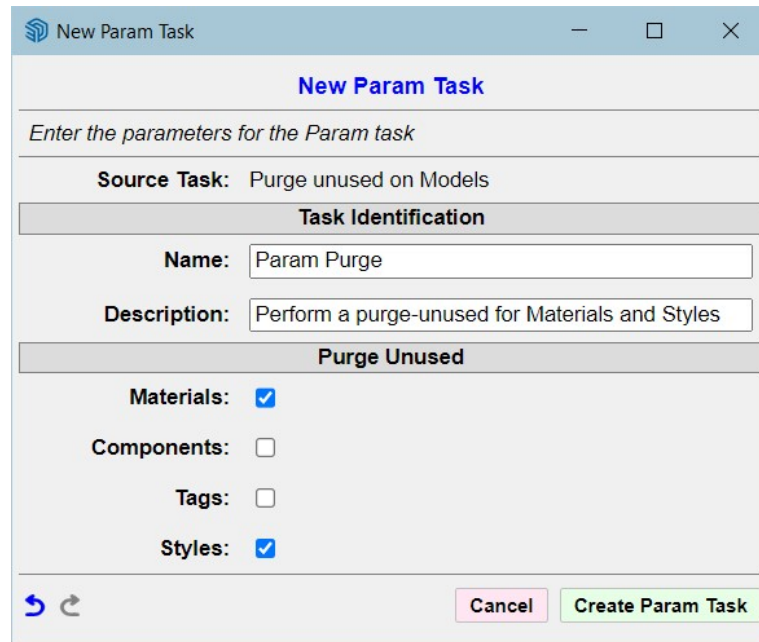 New Param Task
New Param Task
Enter the parameters for the Param task
Source Task: Purge unused on Models
Task Identification
Name: Param Purge
Description: Perform a purge-unused for Materials and Styles
Purge Unused
Materials:
Components:
Tags:
Styles:
Cancel Create Param Task